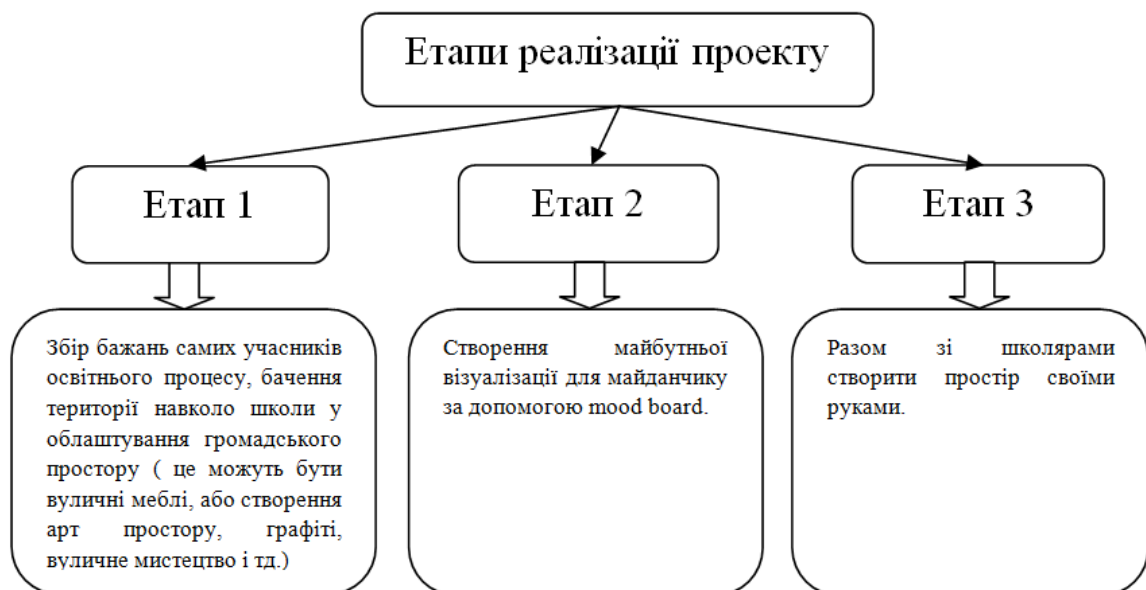 Етапи реалізації проекту
Етап 1
Етап 2
Етап 3
Збір бажань самих учасників
освітнього процесу, бачення
території навколо школи у
облаштування громадського
простору ( це можуть бути
вуличні меблі, або створення
арт простору, графіті,
вуличне мистецтво і тд.)
Створення майбутньої
візуалізації для майданчику
за допомогою mood board.
Разом зі школярами
створити простір своїми
руками.